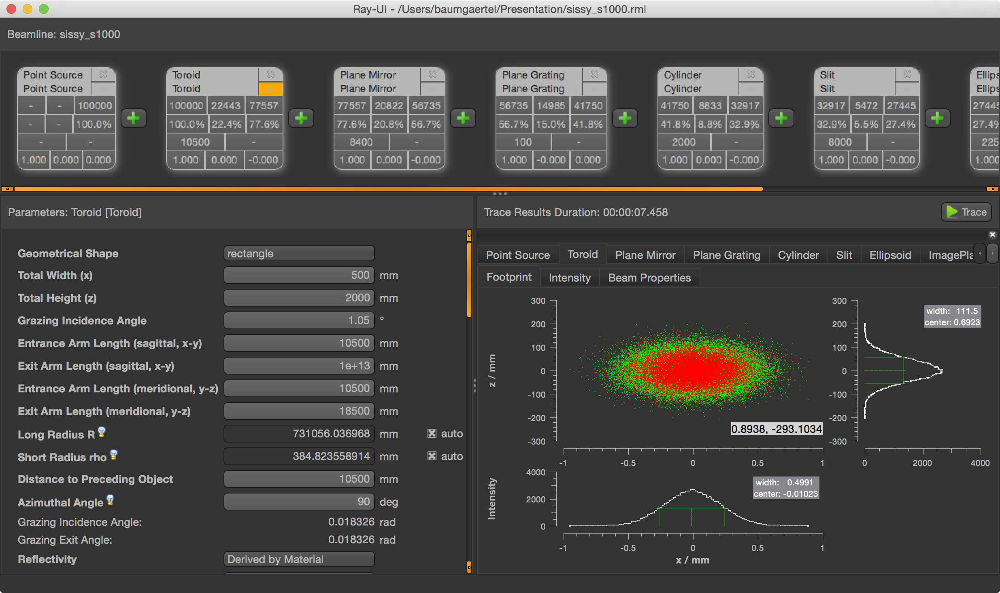 Ray-UI - /Users/baumgaertel/Presentation/sissy_s1000.rml
Beamline: sissy_s1000
Point Source
Point Source
- - 100000
- - 100.0%
- -
1.000 0.000 0.000
Toroid
Toroid
100000 22443 77557
100.0% 22.4% 77.6%
10500 -
1.000 0.000 -0.000
Plane Mirror
Plane Mirror
77557 20822 56735
77.6% 20.8% 56.7%
8400 -
1.000 0.000 -0.000
Plane Grating
Plane Grating
56735 14985 41750
56.7% 15.0% 41.8%
100 -
1.000 -0.000 0.000
Cylinder
Cylinder
41750 8833 32917
41.8% 8.8% 32.9%
2000 -
1.000 0.000 -0.000
Slit
Slit
32917 5472 27445
32.9% 5.5% 27.4%
8000 -
1.000 0.000 -0.000
Ellips
Ellips
27445
27.4%
225
1.000
Parameters: Toroid [Toroid]
Geometrical Shape rectangle
Total Width (x) 500 mm
Total Height (z) 2000 mm
Grazing Incidence Angle 1.05 °
Entrance Arm Length (sagittal, x-y) 10500 mm
Exit Arm Length (sagittal, x-y) 1e+13 mm
Entrance Arm Length (meridional, y-z) 10500 mm
Exit Arm Length (meridional, y-z) 18500 mm
Long Radius R 731056.036968 mm auto
Short Radius rho 384.823558914 mm auto
Distance to Preceding Object 10500 mm
Azimuthal Angle 90 deg
Grazing Incidence Angle: 0.018326 rad
Grazing Exit Angle: 0.018326 rad
Reflectivity Derived by Material
Trace Results Duration: 00:00:07.458
Trace
Point Source Toroid Plane Mirror Plane Grating Cylinder Slit Ellipsoid ImagePla
Footprint Intensity Beam Properties
300
200
100
0
-100
-200
-300
z / mm
0.8938, -293.1034
-1 -0.5 0 0.5 1
300
200
100
0
-100
-200
-300
width: 111.5
center: 0.6923
0 2000 4000
4000
2000
0
Intensity
width: 0.4991
center: -0.01023
-1 -0.5 0 0.5 1
x / mm